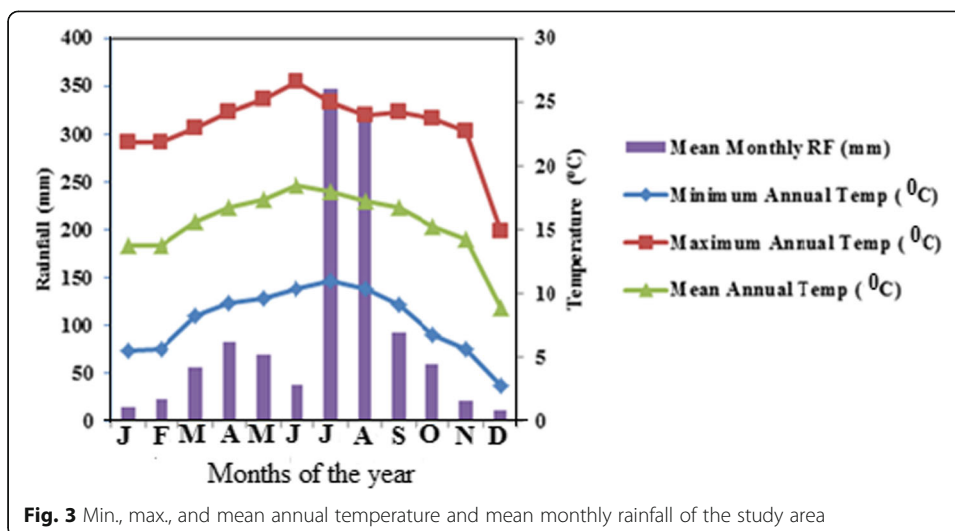 400
350
300
250
200
150
100
50
0
Rainfall (mm)
30
25
20
15
10
5
0
Temperature (⁰C)
J F M A M J J A S O N D
Months of the year
Mean Monthly RF (mm)
Minimum Annual Temp ( ⁰C)
Maximum Annual Temp ( ⁰C)
Mean Annual Temp ( ⁰C)
Fig. 3 Min., max., and mean annual temperature and mean monthly rainfall of the study area